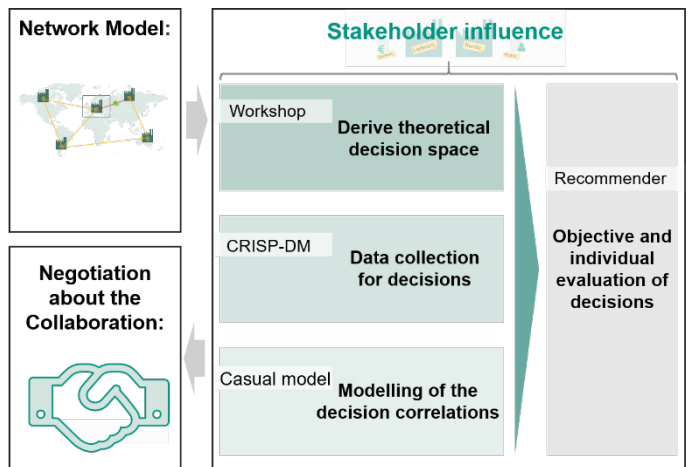 Network Model:
Stakeholder influence
Workshop
Derive theoretical
decision space
CRISP-DM
Data collection
for decisions
Casual model
Modelling of the
decision correlations
Recommender
Objective and
individual
evaluation of
decisions
Negotiation
about the
Collaboration: